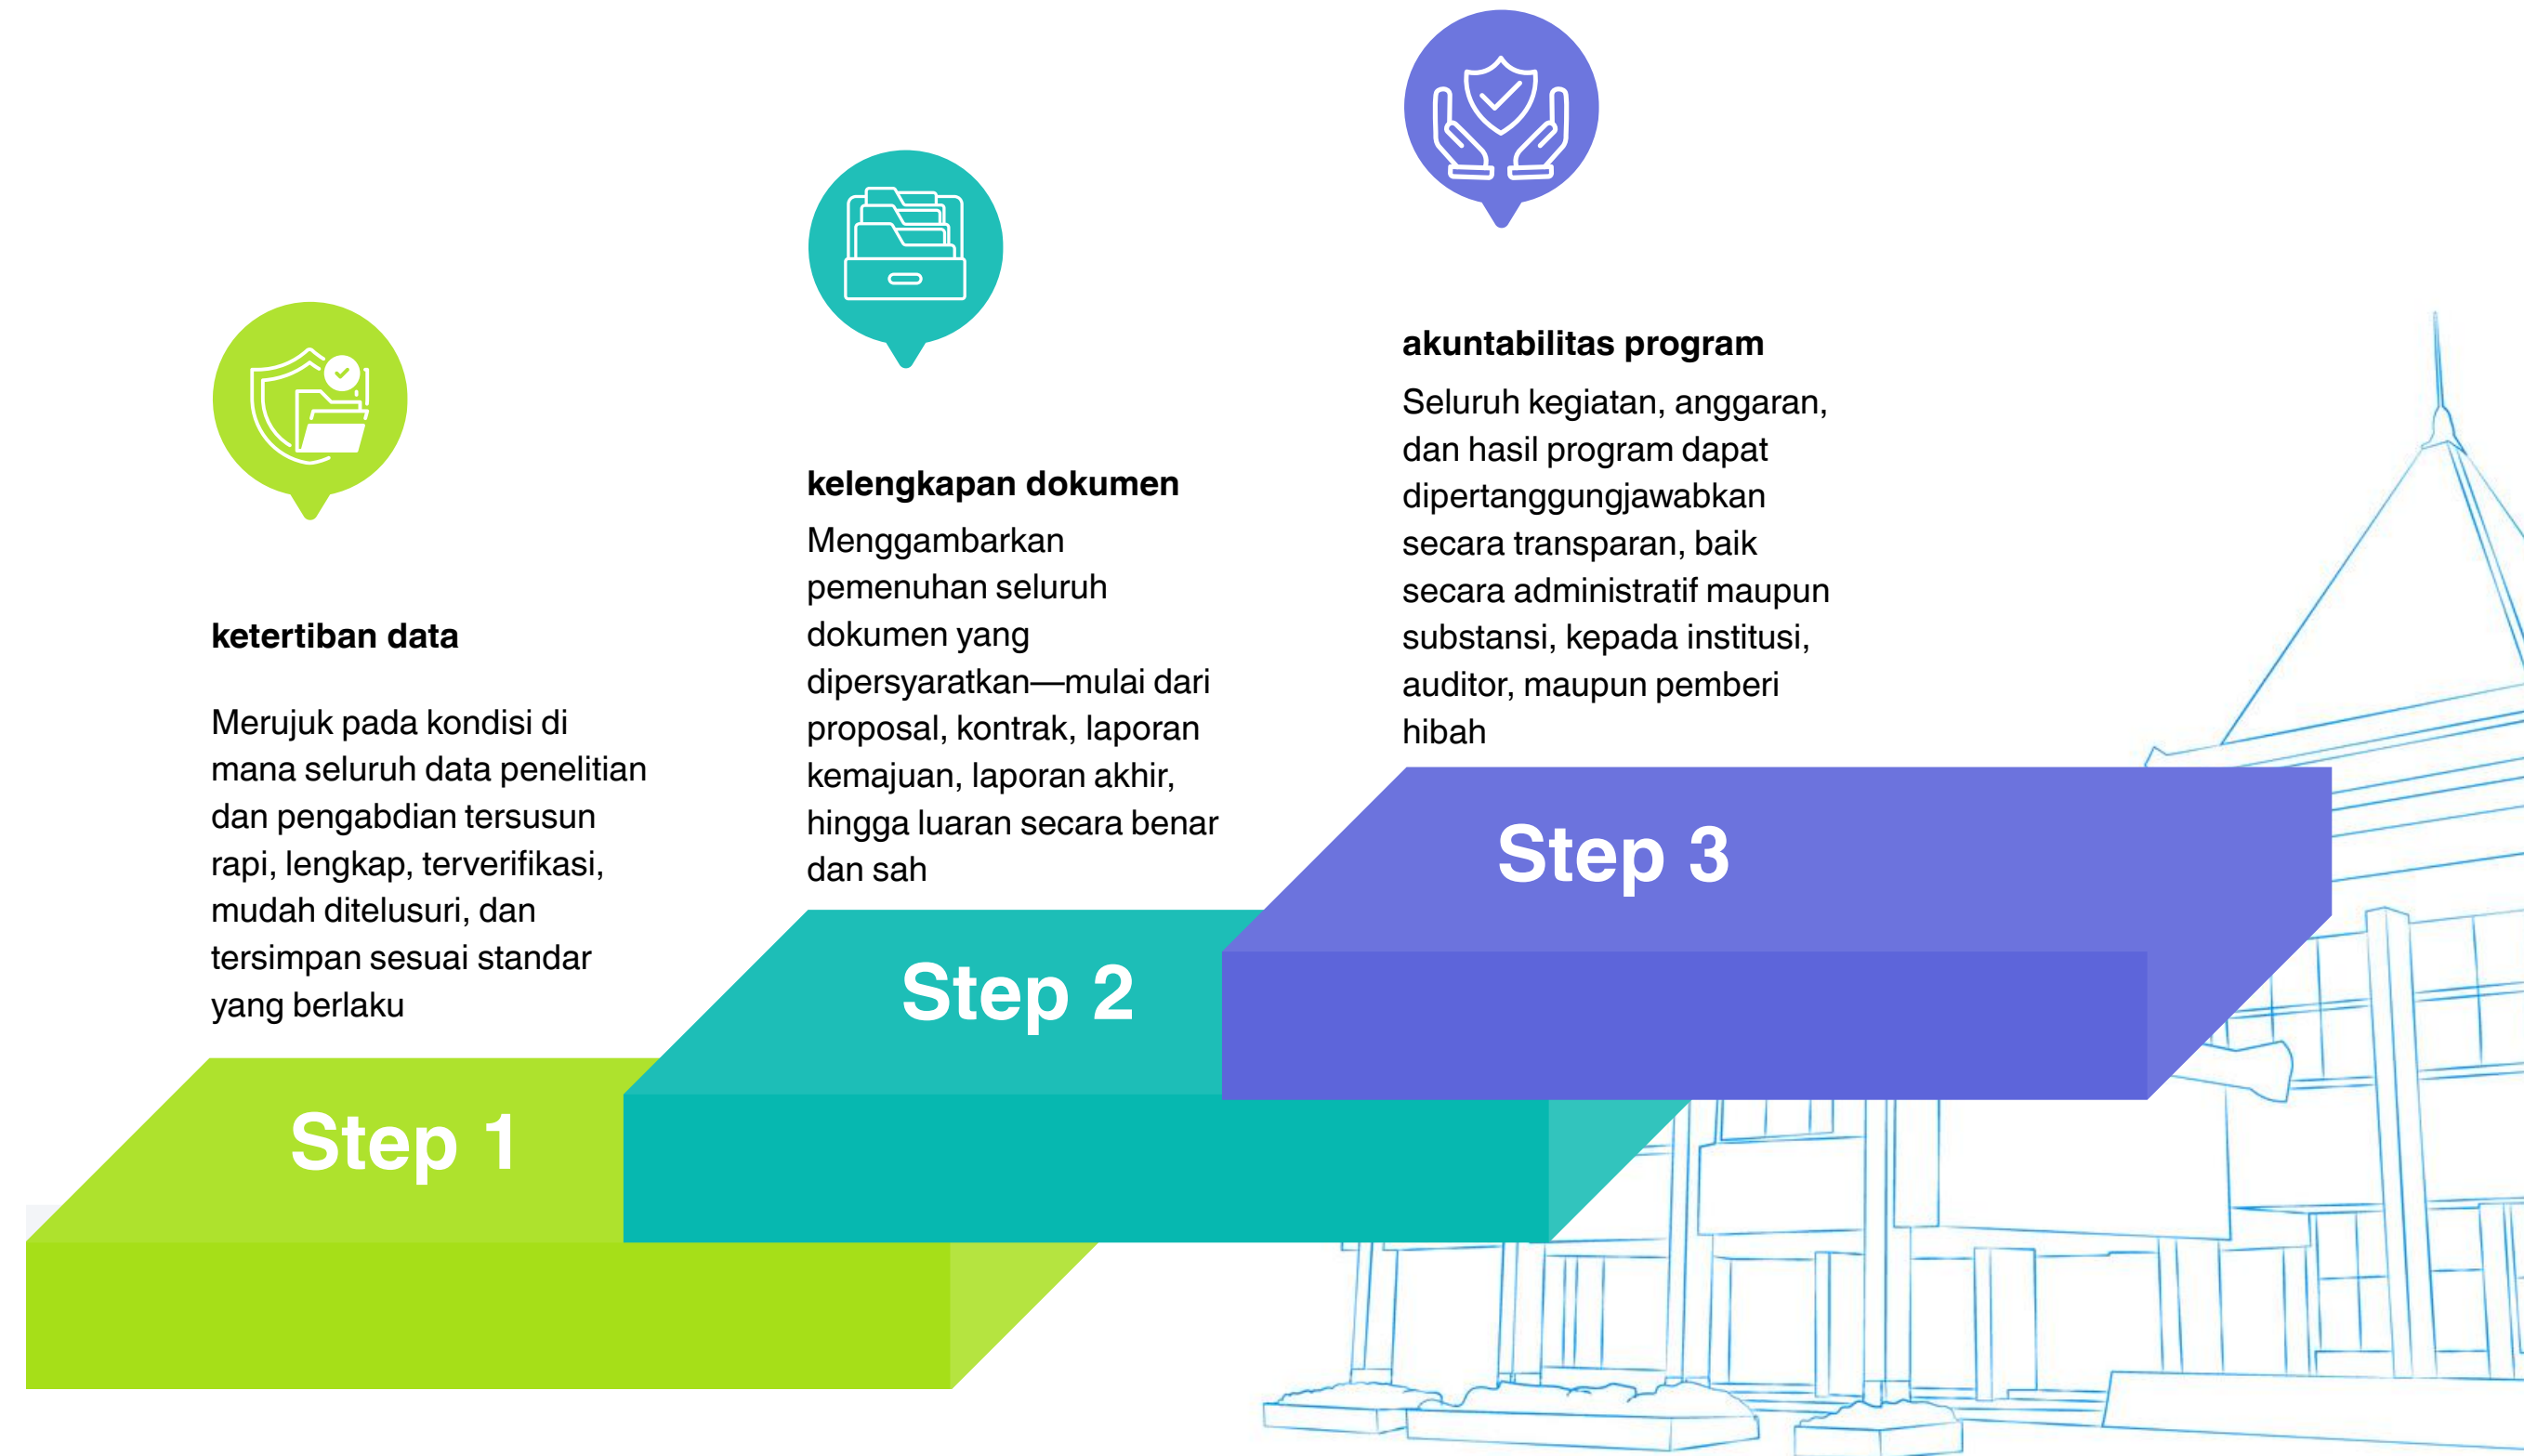 ketertiban data
Merujuk pada kondisi di
mana seluruh data penelitian
dan pengabdian tersusun
rapi, lengkap, terverifikasi,
mudah ditelusuri, dan
tersimpan sesuai standar
yang berlaku
Step 1
kelengkapan dokumen
Menggambarkan
pemenuhan seluruh
dokumen yang
dipersyaratkan—mulai dari
proposal, kontrak, laporan
kemajuan, laporan akhir,
hingga luaran secara benar
dan sah
Step 2
akuntabilitas program
Seluruh kegiatan, anggaran,
dan hasil program dapat
dipertanggungjawabkan
secara transparan, baik
secara administratif maupun
substansi, kepada institusi,
auditor, maupun pemberi
hibah
Step 3